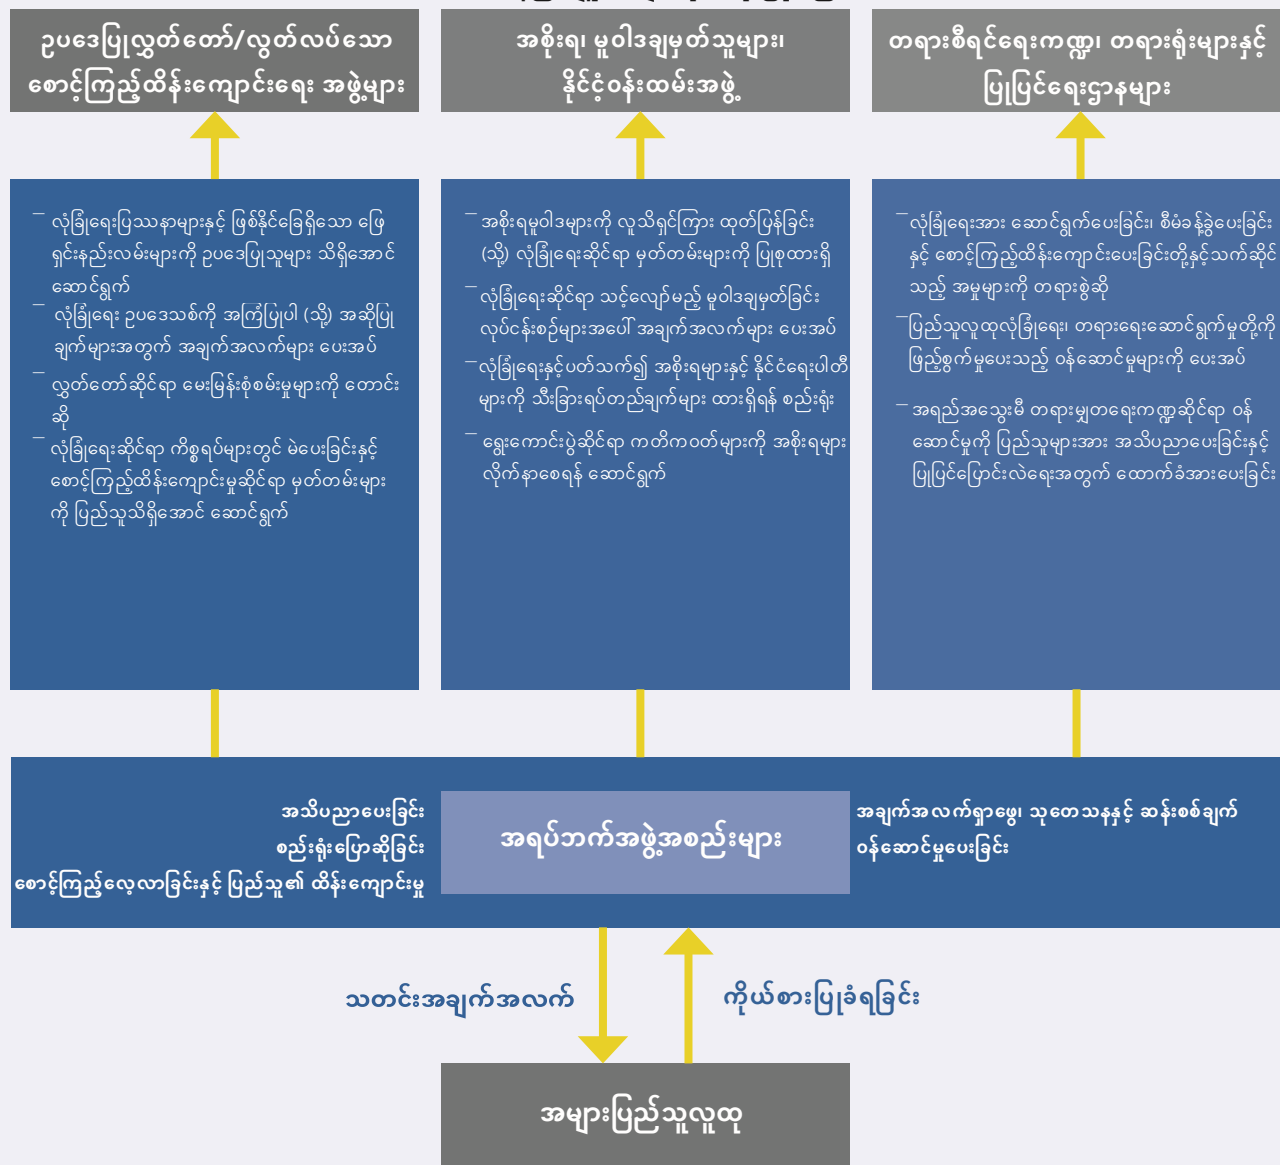 ဥပဒေပြုလွှတ်တော်/လွတ်လပ်သော
စောင့်ကြည့်ထိန်းကျောင်းရေး အဖွဲ့များ
အစိုးရ၊ မူဝါဒချမှတ်သူများ၊
နိုင်ငံ့ဝန်ထမ်းအဖွဲ့
တရားစီရင်ရေးကဏ္ဍ၊ တရားရုံးများနှင့်
ပြုပြင်ရေးဌာနများ
– လုံခြုံရေးပြဿနာများနှင့် ဖြစ်နိုင်ခြေရှိသော ဖြေ
ရှင်းနည်းလမ်းများကို ဥပဒေပြုသူများ သိရှိအောင်
ဆောင်ရွက်
– လုံခြုံရေး ဥပဒေသစ်ကို အကြံပြုပါ (သို့) အဆိုပြု
ချက်များအတွက် အချက်အလက်များ ပေးအပ်
– လွှတ်တော်ဆိုင်ရာ မေးမြန်းစုံစမ်းမှုများကို တောင်း
ဆို
– လုံခြုံရေးဆိုင်ရာ ကိစ္စရပ်များတွင် မဲပေးခြင်းနှင့်
စောင့်ကြည့်ထိန်းကျောင်းမှုဆိုင်ရာ မှတ်တမ်းများ
ကို ပြည်သူသိရှိအောင် ဆောင်ရွက်
– အစိုးရမူဝါဒများကို လူသိရှင်ကြား ထုတ်ပြန်ခြင်း
(သို့) လုံခြုံရေးဆိုင်ရာ မှတ်တမ်းများကို ပြုစုထားရှိ
– လုံခြုံရေးဆိုင်ရာ သင့်လျော်မည့် မူဝါဒချမှတ်ခြင်း
လုပ်ငန်းစဉ်များအပေါ် အချက်အလက်များ ပေးအပ်
– လုံခြုံရေးနှင့်ပတ်သက်၍ အစိုးရများနှင့် နိုင်ငံရေးပါတီ
များကို သီးခြားရပ်တည်ချက်များ ထားရှိရန် စည်းရုံး
– ရွေးကောင်းပွဲဆိုင်ရာ ကတိကဝတ်များကို အစိုးရများ
လိုက်နာစေရန် ဆောင်ရွက်
– လုံခြုံရေးအား ဆောင်ရွက်ပေးခြင်း၊ စီမံခန့်ခွဲပေးခြင်း
နှင့် စောင့်ကြည့်ထိန်းကျောင်းပေးခြင်းတို့နှင့်သက်ဆိုင်
သည့် အမှုများကို တရားစွဲဆို
– ပြည်သူလူထုလုံခြုံရေး၊ တရားရေးဆောင်ရွက်မှုတို့ကို
ဖြည့်စွက်မှုပေးသည့် ဝန်ဆောင်မှုများကို ပေးအပ်
– အရည်အသွေးမီ တရားမျှတရေးကဏ္ဍဆိုင်ရာ ဝန်
ဆောင်မှုကို ပြည်သူများအား အသိပညာပေးခြင်းနှင့်
ပြုပြင်ပြောင်းလဲရေးအတွက် ထောက်ခံအားပေးခြင်း
အသိပညာပေးခြင်း
စည်းရုံးပြောဆိုခြင်း
စောင့်ကြည့်လေ့လာခြင်းနှင့် ပြည်သူ၏ ထိန်းကျောင်းမှု
အရပ်ဘက်အဖွဲ့အစည်းများ
အချက်အလက်ရှာဖွေ၊ သုတေသနနှင့် ဆန်းစစ်ချက်
ဝန်ဆောင်မှုပေးခြင်း
သတင်းအချက်အလက်
ကိုယ်စားပြုခံရခြင်း
အများပြည်သူလူထု